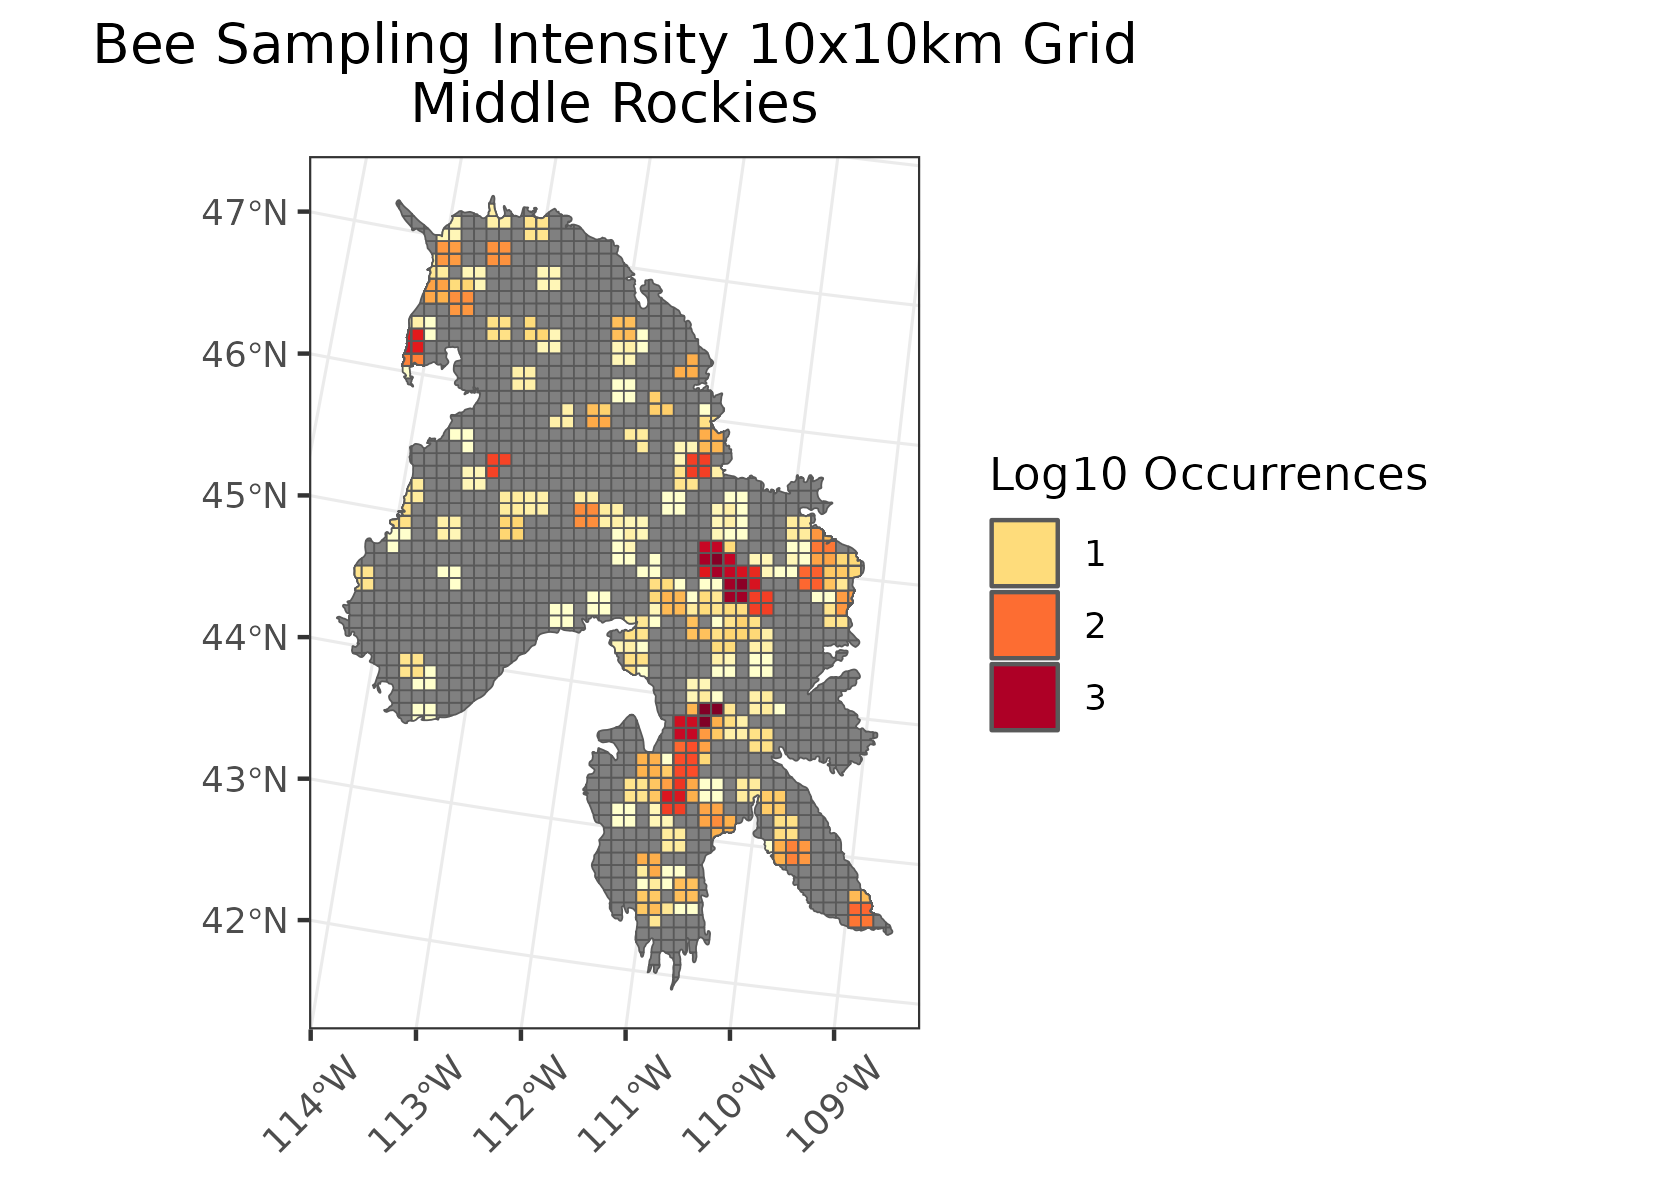 Bee Sampling Intensity 10x10km Grid
Middle Rockies
47°N
46°N
45°N
44°N
43°N
42°N
114°W
113°W
112°W
111°W
110°W
109°W
Log10 Occurrences
1
2
3